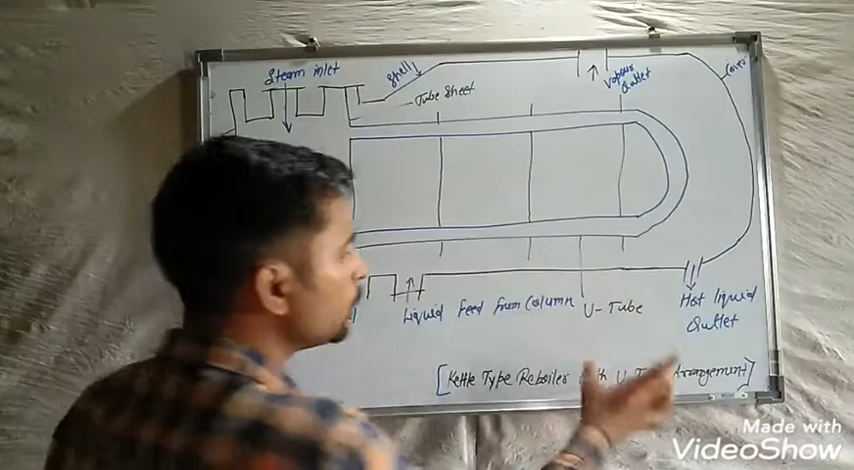 Steam inlet
Shell
Tube Sheet
Vapour
Outlet
Cover
Liquid feed from Column
U-Tube
Hot liquid
Outlet
[Kettle Type Reboiler with U Arrangement]
Made with
VideoShow